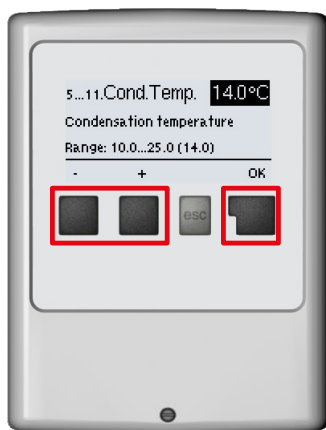 5...11.Cond.Temp. 14.0°C
Condensation temperature
Range: 10.0...25.0 (14.0)
- + OK
esc